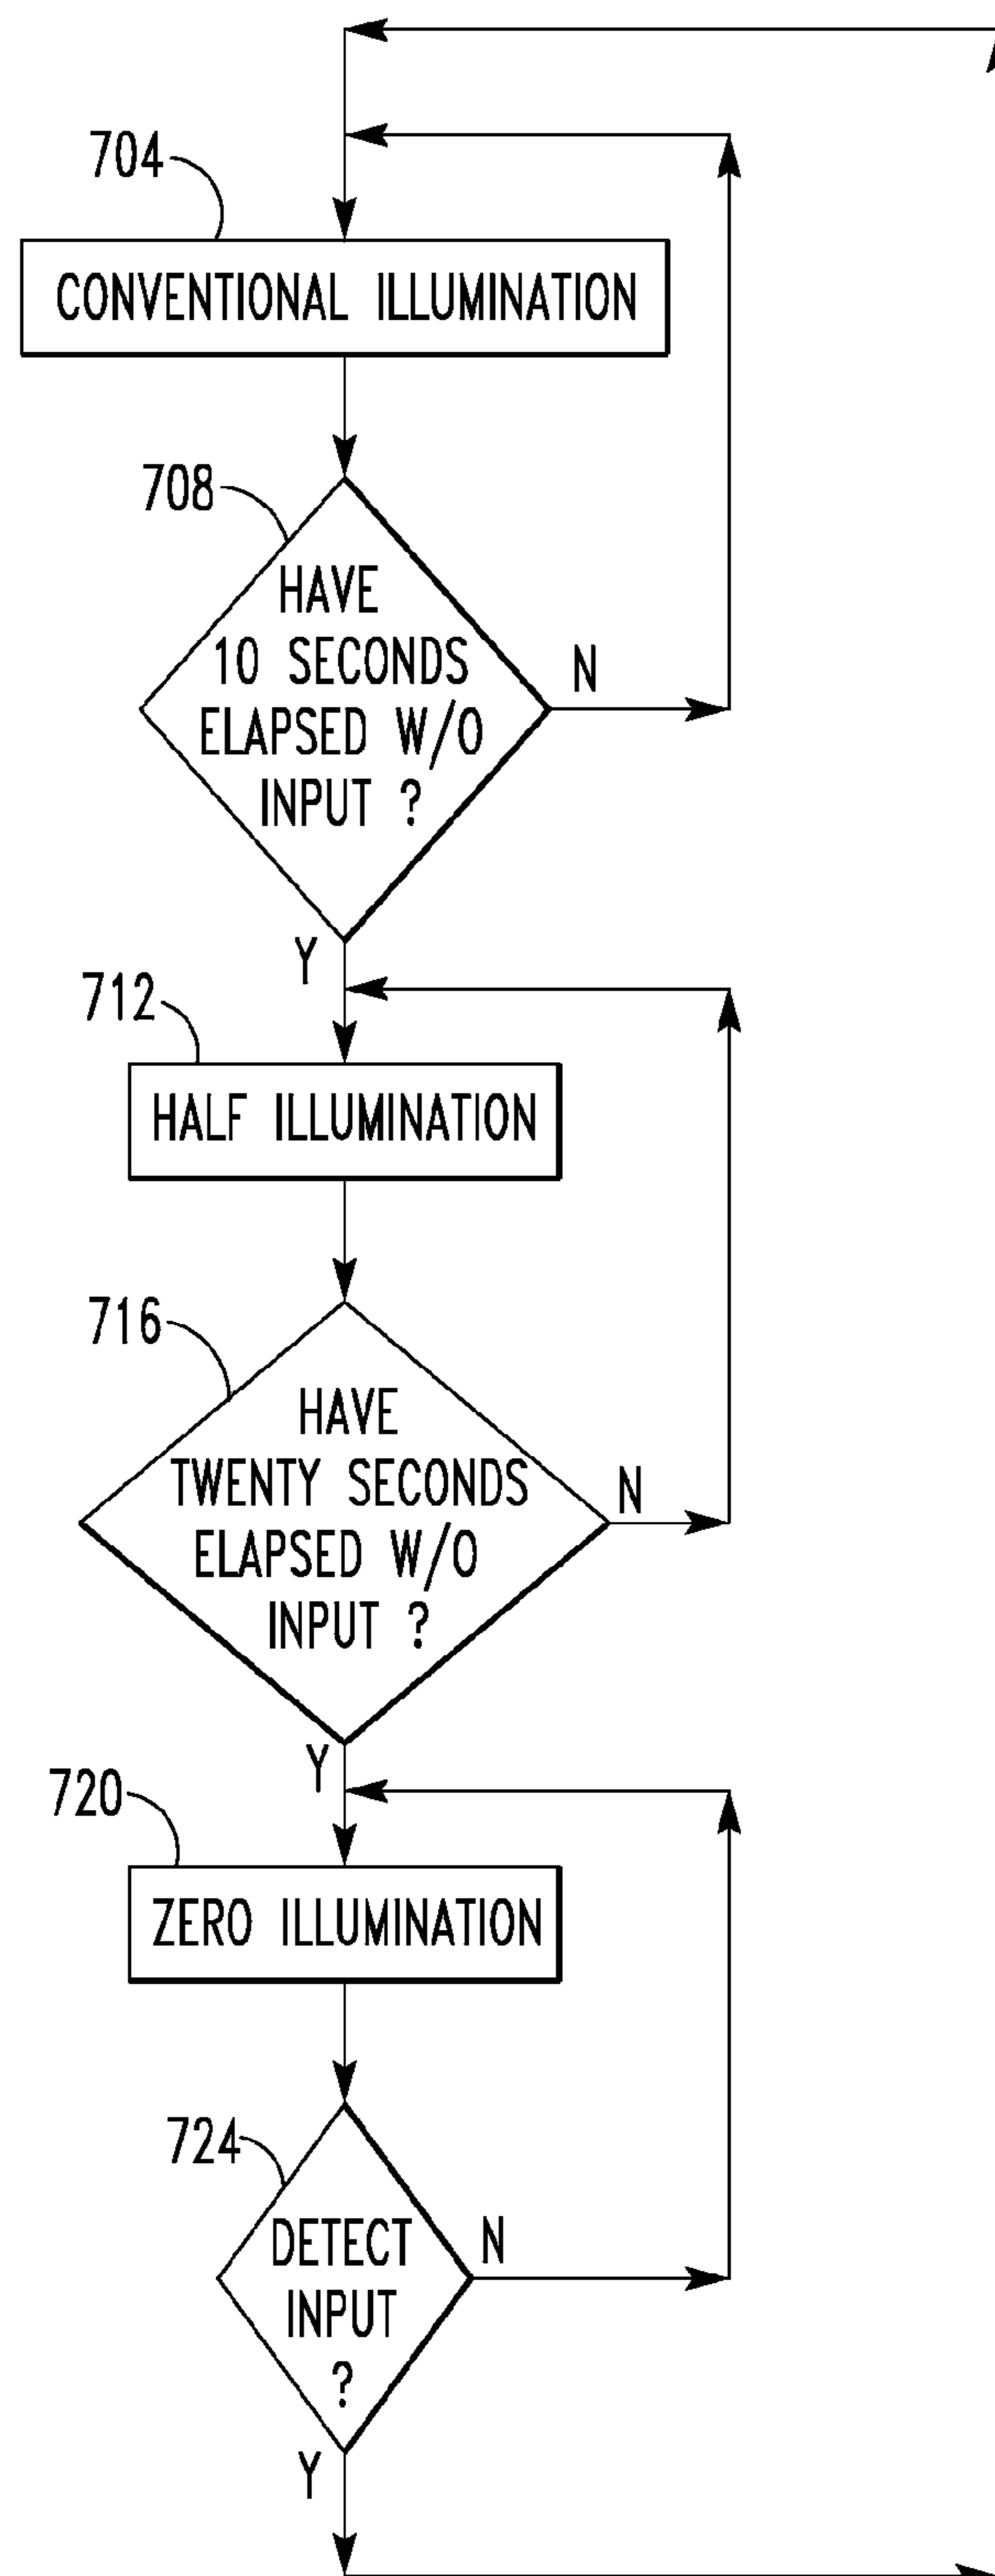 704
CONVENTIONAL ILLUMINATION
708
HAVE
10 SECONDS
ELAPSED W/O
INPUT ?
N
Y
712
HALF ILLUMINATION
716
HAVE
TWENTY SECONDS
ELAPSED W/O
INPUT ?
N
Y
720
ZERO ILLUMINATION
724
DETECT
INPUT
?
N
Y